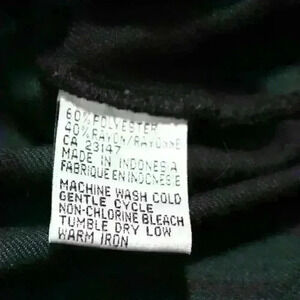 60% POLYESTER
40% RAYON/RAYONNE
CA 23147
MADE IN INDONESIA
FABRIQUE EN INDONESIE
MACHINE WASH COLD
GENTLE CYCLE
NON-CHLORINE BLEACH
TUMBLE DRY LOW
WARM IRON